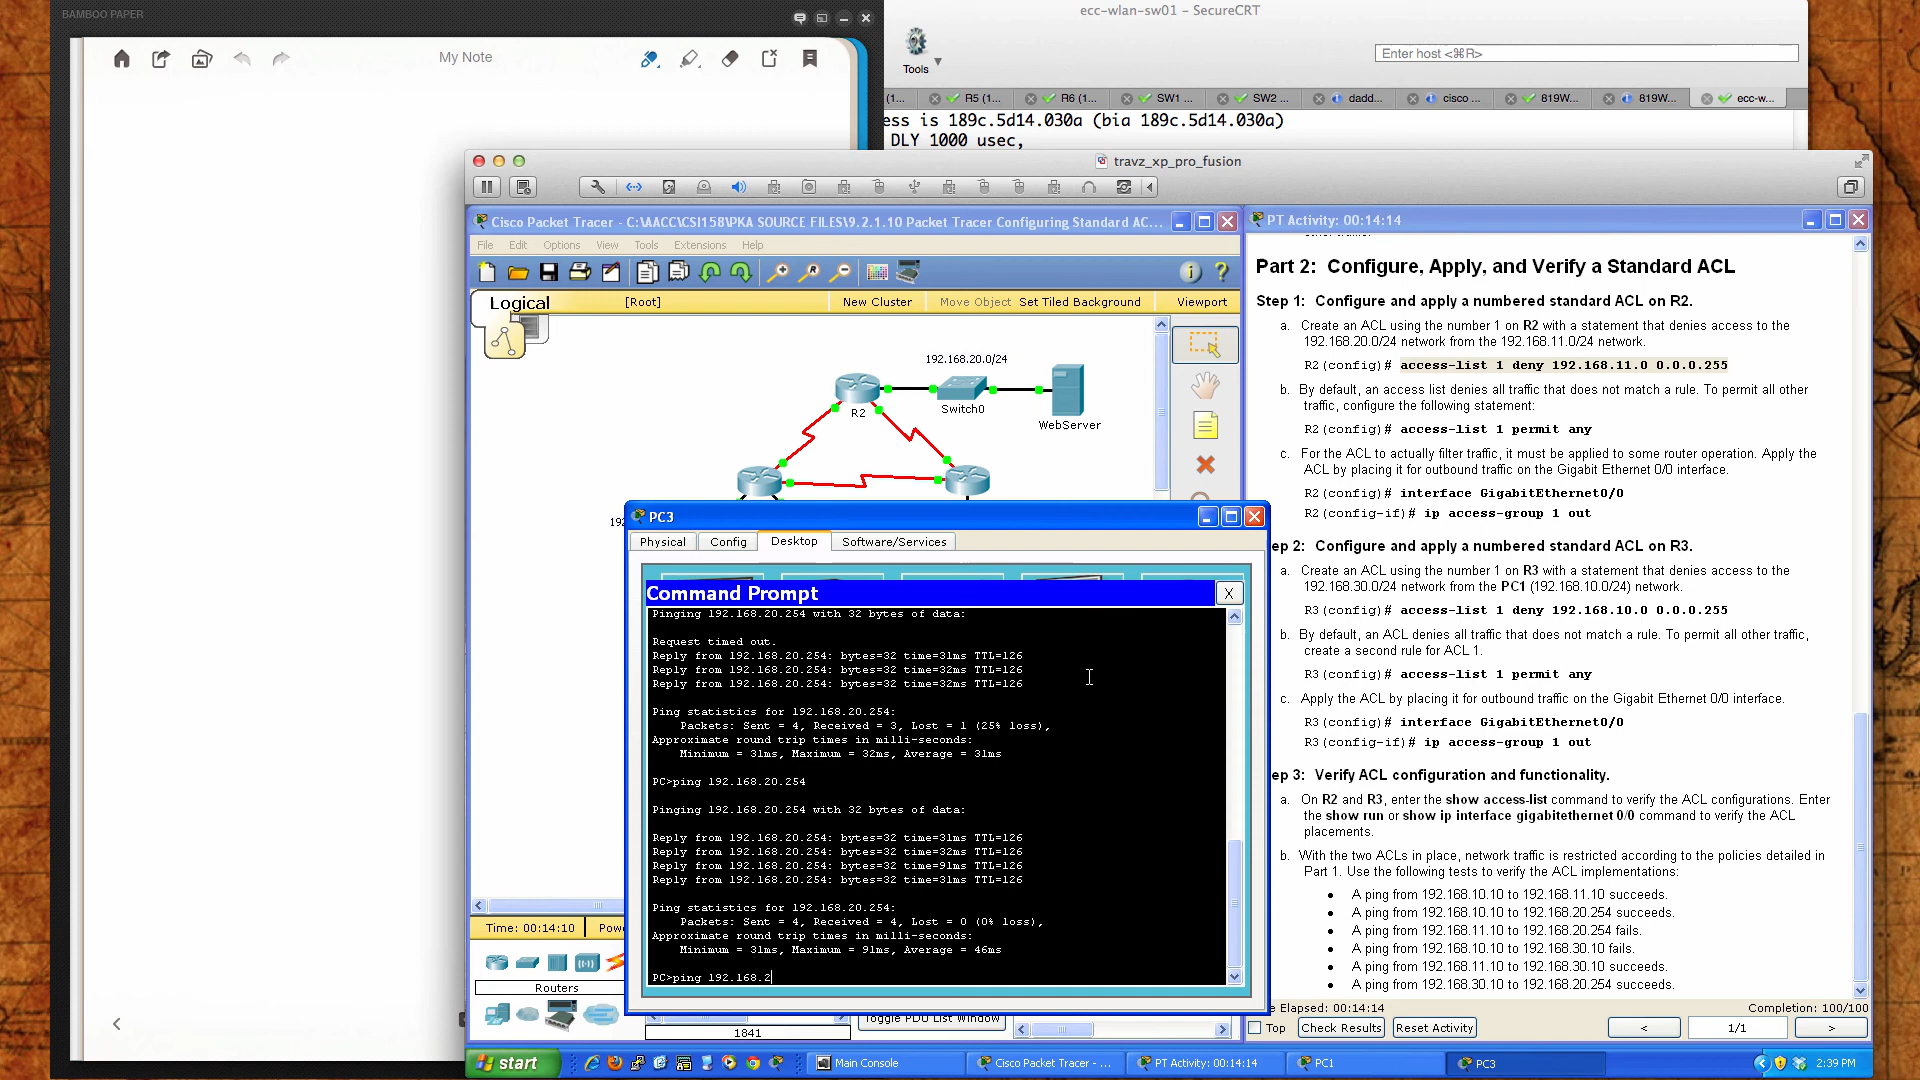 BAMBOO PAPER
My Note
ecc-wlan-sw01 – SecureCRT
Enter host <⌘R>
Tools
(1...
R5 (1...
R6 (1...
SW1 ...
SW2 ...
dadd...
cisco ...
819W...
819W...
ecc-w...
ess is 189c.5d14.030a (bia 189c.5d14.030a)
DLY 1000 usec,
travz_xp_pro_fusion
Cisco Packet Tracer - C:\AACC\CSI158\PKA SOURCE FILES\9.2.1.10 Packet Tracer Configuring Standard AC...
File Edit Options View Tools Extensions Help
Logical
[Root]
New Cluster
Move Object
Set Tiled Background
Viewport
192.168.20.0/24
R2
Switch0
WebServer
19
PT Activity: 00:14:14
Part 2: Configure, Apply, and Verify a Standard ACL
Step 1: Configure and apply a numbered standard ACL on R2.
a. Create an ACL using the number 1 on R2 with a statement that denies access to the
192.168.20.0/24 network from the 192.168.11.0/24 network.
R2(config)# access-list 1 deny 192.168.11.0 0.0.0.255
b. By default, an access list denies all traffic that does not match a rule. To permit all other
traffic, configure the following statement:
R2(config)# access-list 1 permit any
c. For the ACL to actually filter traffic, it must be applied to some router operation. Apply the
ACL by placing it for outbound traffic on the Gigabit Ethernet 0/0 interface.
R2(config)# interface GigabitEthernet0/0
R2(config-if)# ip access-group 1 out
ep 2: Configure and apply a numbered standard ACL on R3.
a. Create an ACL using the number 1 on R3 with a statement that denies access to the
192.168.30.0/24 network from the PC1 (192.168.10.0/24) network.
R3(config)# access-list 1 deny 192.168.10.0 0.0.0.255
b. By default, an ACL denies all traffic that does not match a rule. To permit all other traffic,
create a second rule for ACL 1.
R3(config)# access-list 1 permit any
c. Apply the ACL by placing it for outbound traffic on the Gigabit Ethernet 0/0 interface.
R3(config)# interface GigabitEthernet0/0
R3(config-if)# ip access-group 1 out
ep 3: Verify ACL configuration and functionality.
a. On R2 and R3, enter the show access-list command to verify the ACL configurations. Enter
the show run or show ip interface gigabitethernet 0/0 command to verify the ACL
placements.
b. With the two ACLs in place, network traffic is restricted according to the policies detailed in
Part 1. Use the following tests to verify the ACL implementations:
• A ping from 192.168.10.10 to 192.168.11.10 succeeds.
• A ping from 192.168.10.10 to 192.168.20.254 succeeds.
• A ping from 192.168.11.10 to 192.168.20.254 fails.
• A ping from 192.168.10.10 to 192.168.30.10 fails.
• A ping from 192.168.11.10 to 192.168.30.10 succeeds.
• A ping from 192.168.30.10 to 192.168.20.254 succeeds.
e Elapsed: 00:14:14
Completion: 100/100
Top
Check Results
Reset Activity
<
1/1
>
PC3
Physical
Config
Desktop
Software/Services
Command Prompt
X
Pinging 192.168.20.254 with 32 bytes of data:
Request timed out.
Reply from 192.168.20.254: bytes=32 time=31ms TTL=126
Reply from 192.168.20.254: bytes=32 time=32ms TTL=126
Reply from 192.168.20.254: bytes=32 time=32ms TTL=126
Ping statistics for 192.168.20.254:
Packets: Sent = 4, Received = 3, Lost = 1 (25% loss),
Approximate round trip times in milli-seconds:
Minimum = 31ms, Maximum = 32ms, Average = 31ms
PC>ping 192.168.20.254
Pinging 192.168.20.254 with 32 bytes of data:
Reply from 192.168.20.254: bytes=32 time=31ms TTL=126
Reply from 192.168.20.254: bytes=32 time=32ms TTL=126
Reply from 192.168.20.254: bytes=32 time=91ms TTL=126
Reply from 192.168.20.254: bytes=32 time=31ms TTL=126
Ping statistics for 192.168.20.254:
Packets: Sent = 4, Received = 4, Lost = 0 (0% loss),
Approximate round trip times in milli-seconds:
Minimum = 31ms, Maximum = 91ms, Average = 46ms
PC>ping 192.168.2
Time: 00:14:10
Powe
Routers
1841
Toggle PDU List Window
start
Main Console
Cisco Packet Tracer - ...
PT Activity: 00:14:14
PC1
PC3
2:39 PM